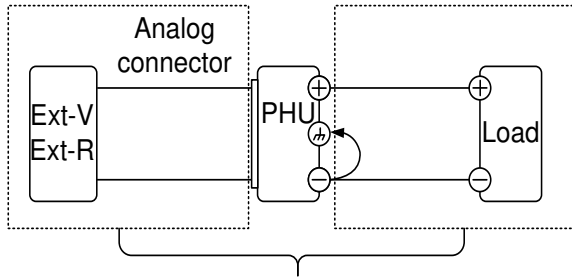 Analog
connector
Ext-V
Ext-R
PHU
+
−
Load
+
−